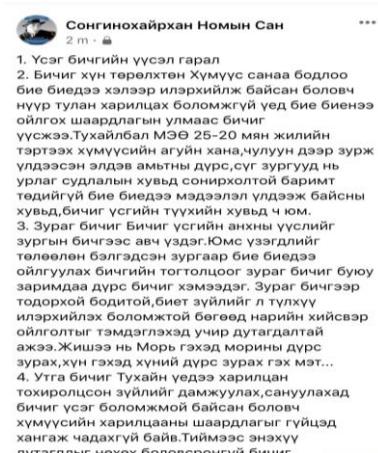 Сонгинохайрхан Номын Сан
2 m ·
1. Үсэг бичгийн үүсэл гарал
2. Бичиг хүн төрөлхтөн Хүмүүс санаа бодлоо
бие биедээ хэлээр илэрхийлж байсан боловч
нүүр тулан харилцах боломжгүй үед бие биенээ
ойлгох шаардлагын улмаас бичиг
үүсжээ.Тухайлбал МЭӨ 25-20 мян жилийн
тэртээх хүмүүсийн агуйн хана,чулуун дээр зурж
үлдээсэн элдэв амьтны дүрс,сүг зургууд нь
урлаг судлалын хувьд сонирхолтой баримт
төдийгүй бие биедээ мэдээлэл үлдээж байсны
хувьд,бичиг үсгийн түүхийн хувьд ч юм.
3. Зураг бичиг Бичиг үсгийн анхны үүслийг
зургын бичгээс авч үздэг.Юмс үзэгдлийг
төлөөлөн бэлгэдсэн зургаар бие биедээ
ойлгуулах бичгийн тогтолцоог зураг бичиг буюу
заримдаа дүрс бичиг хэмээдэг. Зураг бичгээр
тодорхой бодитой,биет зүйлийг л түлхүү
илэрхийлэх боломжтой бөгөөд нарийн хийсвэр
ойлголтыг тэмдэглэхэд учир дутагдалтай
ажээ.Жишээ нь Морь гэхэд морины дүрс
зурах,хүн гэхэд хүний дүрс зурах гэх мэт...
4. Утга бичиг Тухайн үедээ харилцан
тохиролцсон зүйлийг дамжуулах,сануулахад
бичиг үсэг боломжмой байсан боловч
хүмүүсийн харилцааны шаардлагыг гүйцэд
хангаж чадахгүй байв.Тиймээс энэхүү